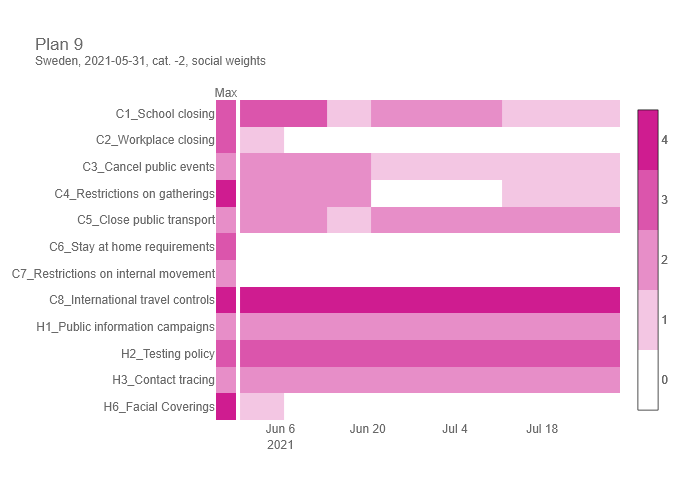 Plan 9
Sweden, 2021-05-31, cat. -2, social weights
Max
C1_School closing
C2_Workplace closing
C3_Cancel public events
C4_Restrictions on gatherings
C5_Close public transport
C6_Stay at home requirements
C7_Restrictions on internal movement
C8_International travel controls
H1_Public information campaigns
H2_Testing policy
H3_Contact tracing
H6_Facial Coverings
4
3
2
1
0
Jun 6 Jun 20 Jul 4 Jul 18
2021